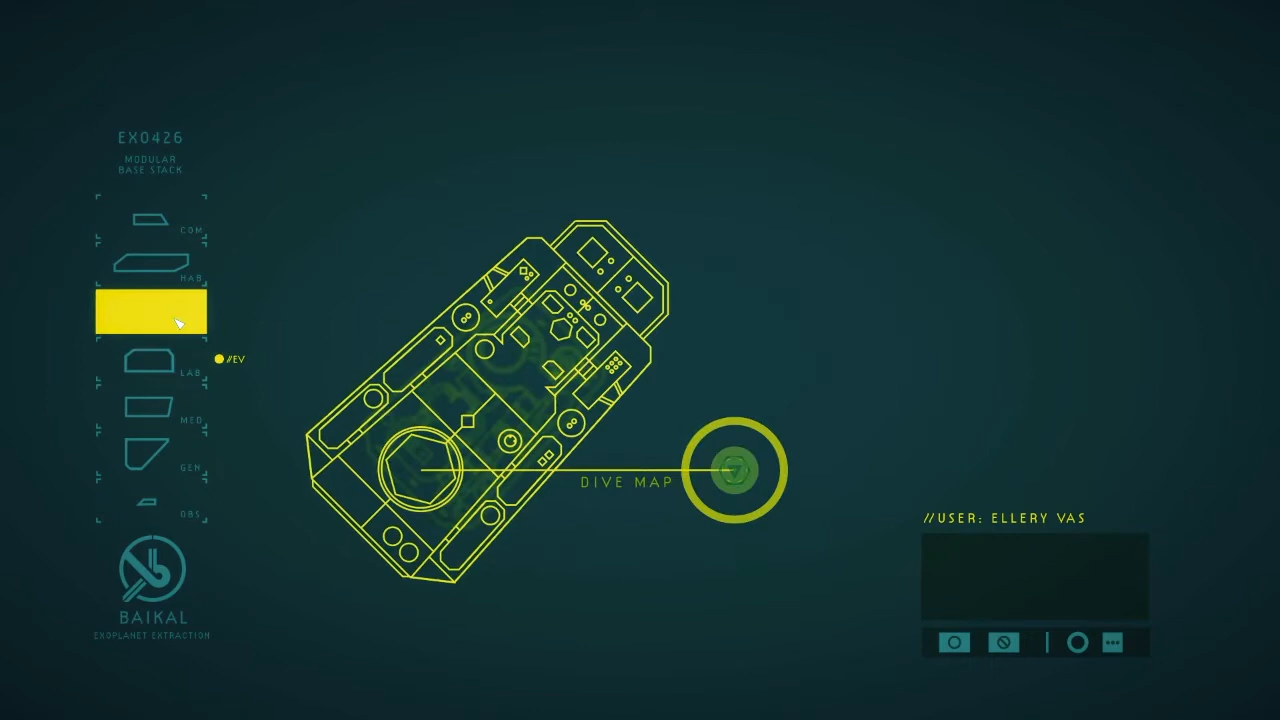 EX0426
MODULAR
BASE STACK
COM
HAB
//EV
LAB
MED
GEN
OBS
BAIKAL
EXOPLANET EXTRACTION
DIVE MAP
//USER: ELLERY VAS